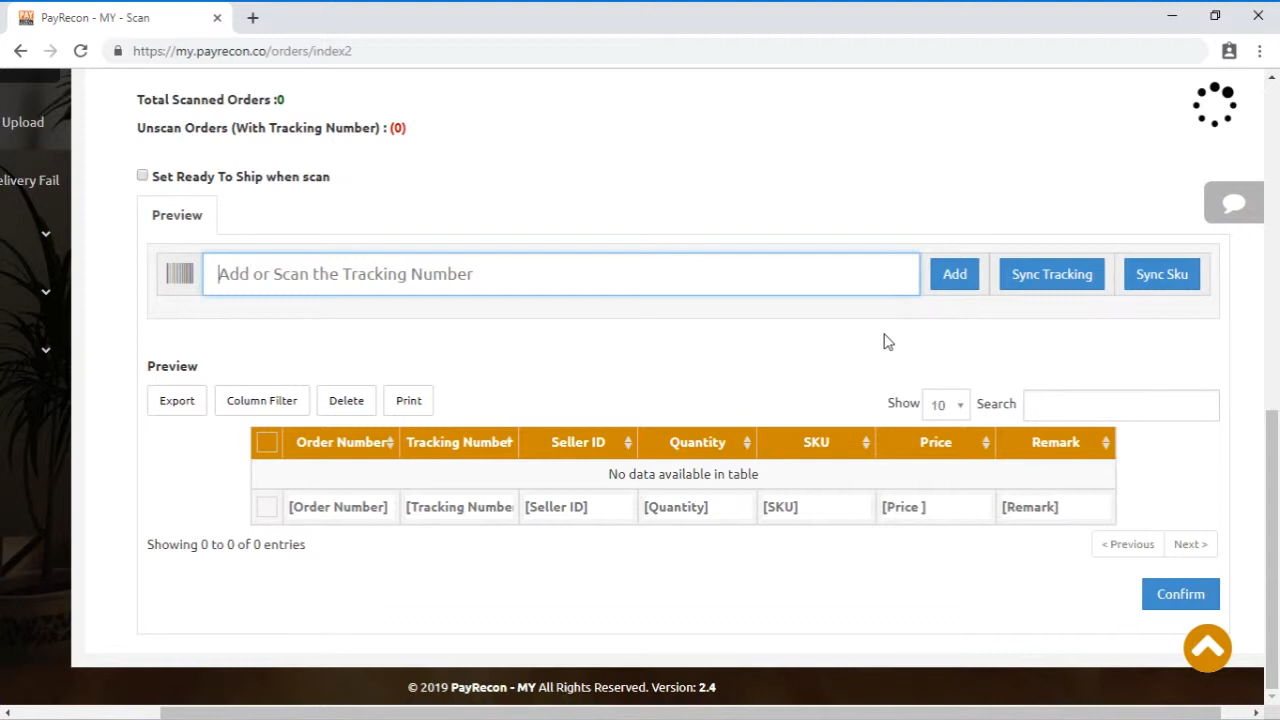 PayRecon - MY - Scan
https://my.payrecon.co/orders/index2
Upload
elivery Fail
Total Scanned Orders :0
Unscan Orders (With Tracking Number) : (0)
Set Ready To Ship when scan
Preview
Add or Scan the Tracking Number
Add
Sync Tracking
Sync Sku
Preview
Export
Column Filter
Delete
Print
Show
10
Search
Order Number Tracking Number Seller ID Quantity SKU Price Remark
No data available in table
[Order Number] [Tracking Numbe [Seller ID] [Quantity] [SKU] [Price ] [Remark]
Showing 0 to 0 of 0 entries
< Previous
Next >
Confirm
© 2019 PayRecon - MY All Rights Reserved. Version: 2.4